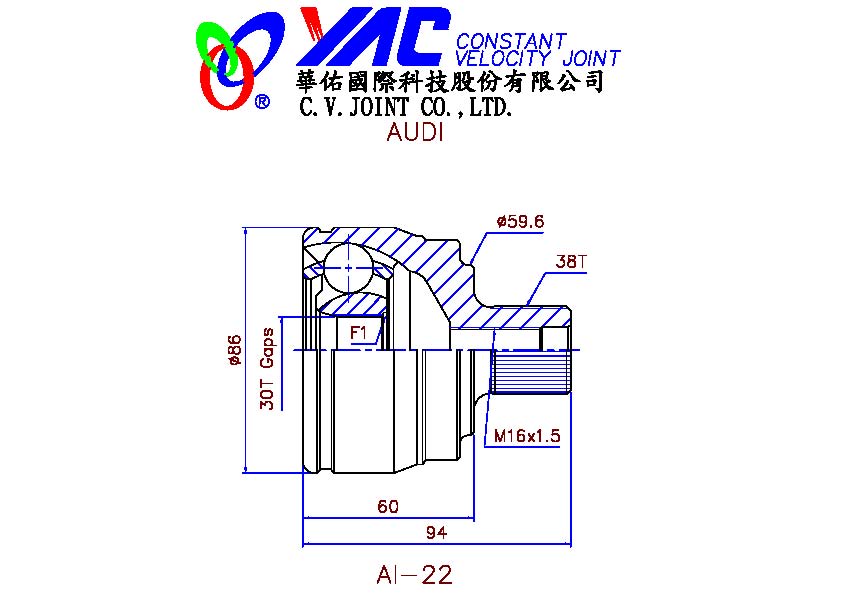 YAC CONSTANT
VELOCITY JOINT
®
華佑國際科技股份有限公司
C.V.JOINT CO.,LTD.
AUDI
ø59.6
38T
F1
ø86
30T Gaps
M16x1.5
60
94
AI-22